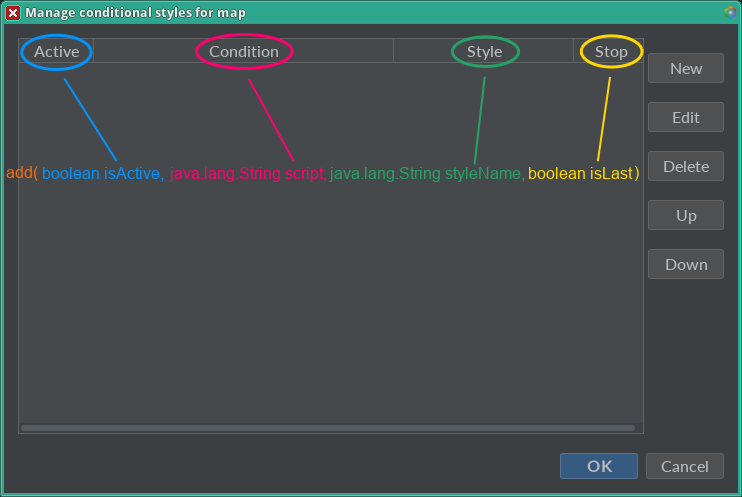 Manage conditional styles for map
Active Condition Style Stop
New
Edit
add( boolean isActive, java.lang.String script, java.lang.String styleName, boolean isLast)
Delete
Up
Down
OK Cancel